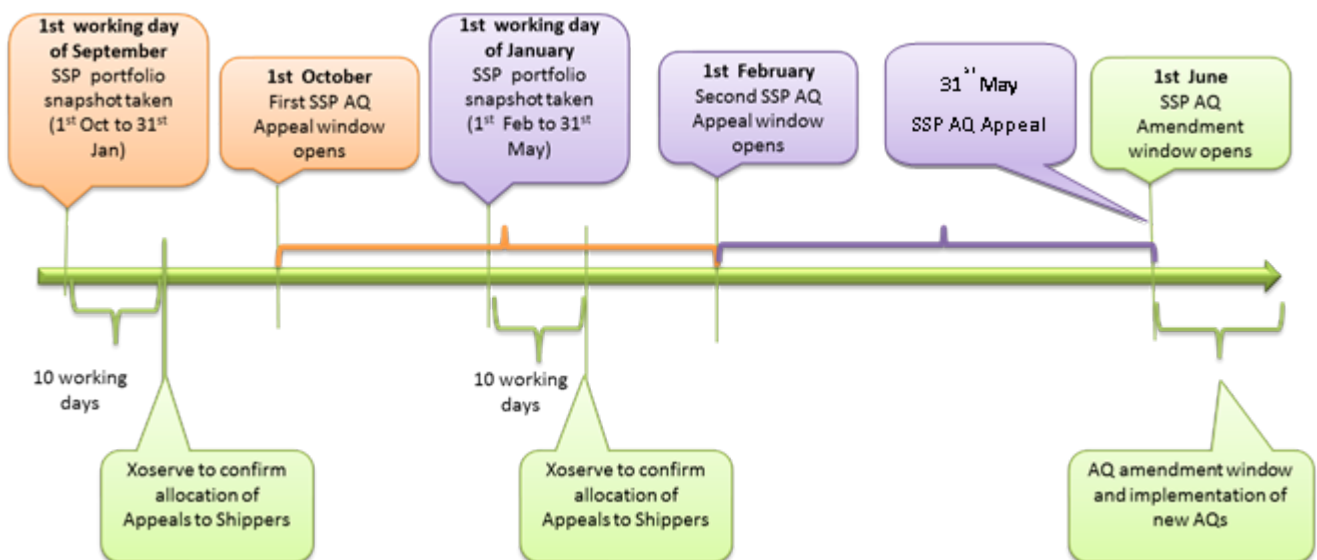 1st working day
of September
SSP portfolio
snapshot taken
(1st Oct to 31st
Jan)
1st October
First SSP AQ
Appeal window
opens
1st working day
of January
SSP portfolio
snapshot taken
(1st Feb to 31st
May)
1st February
Second SSP AQ
Appeal window
opens
31st May
SSP AQ Appeal
1st June
SSP AQ
Amendment
window opens
10 working
days
10 working
days
Xoserve to confirm
allocation of
Appeals to Shippers
Xoserve to confirm
allocation of
Appeals to Shippers
AQ amendment window
and implementation of
new AQs